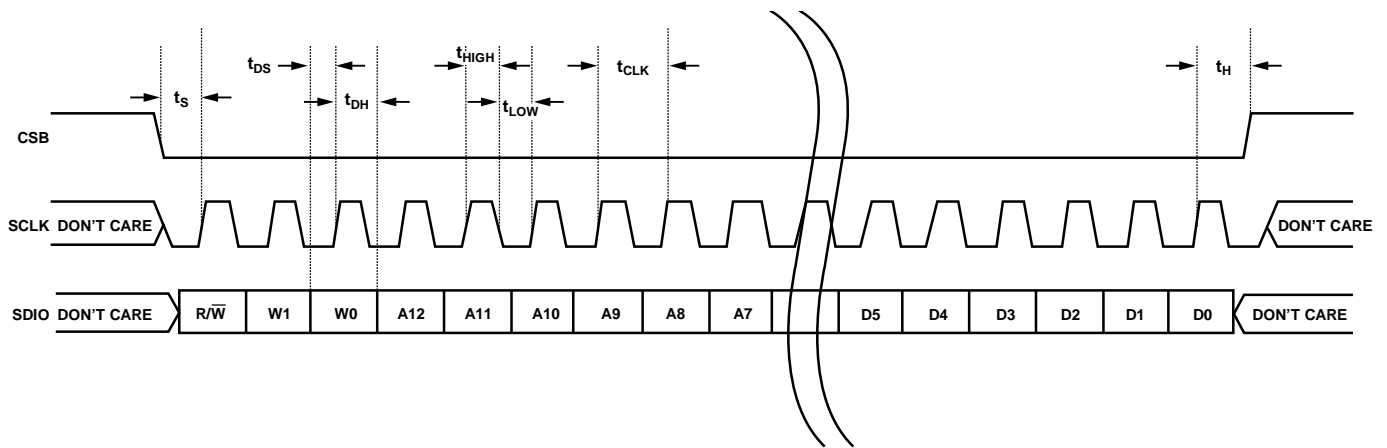 tHIGH
tDS
tCLK
tH
tS
tDH
tLOW
CSB
SCLK DON'T CARE
DON'T CARE
SDIO DON'T CARE R/W̅ W1 W0 A12 A11 A10 A9 A8 A7 D5 D4 D3 D2 D1 D0 DON'T CARE